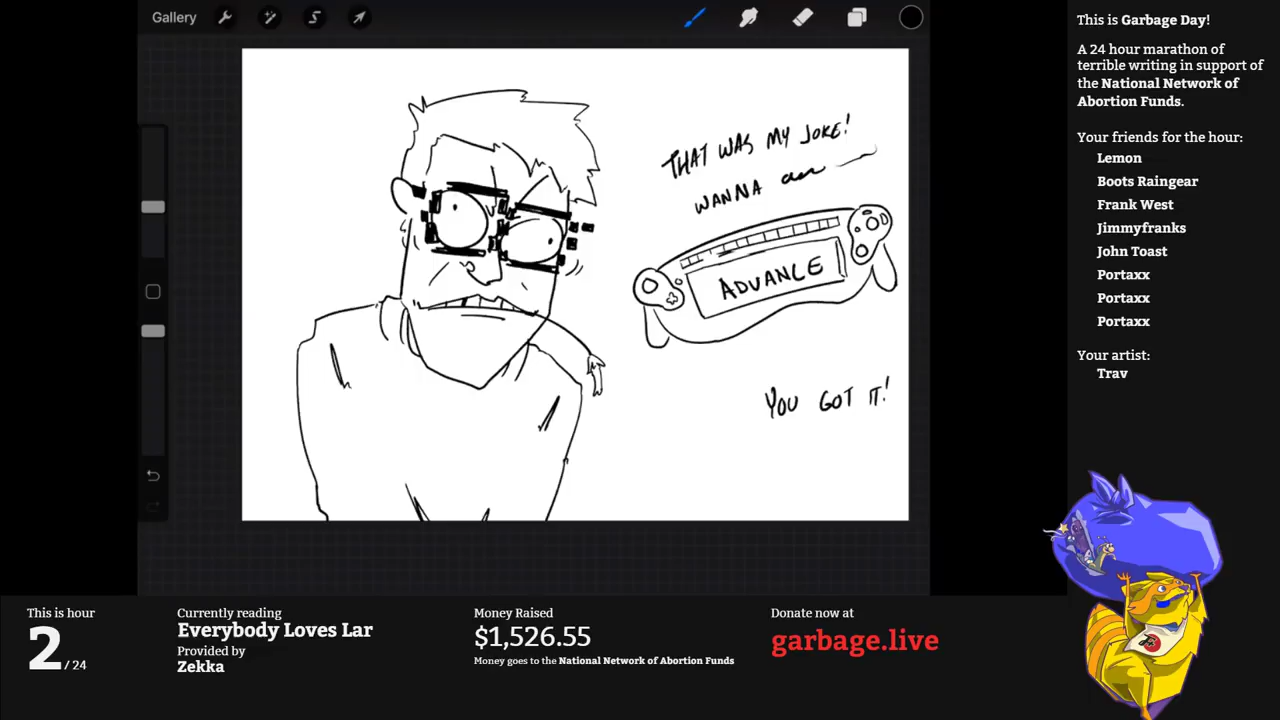 Gallery
THAT WAS MY JOKE!
WANNA
ADVANCE
YOU GOT IT!
This is Garbage Day!
A 24 hour marathon of
terrible writing in support of
the National Network of
Abortion Funds.
Your friends for the hour:
Lemon
Boots Raingear
Frank West
Jimmyfranks
John Toast
Portaxx
Portaxx
Portaxx
Your artist:
Trav
This is hour
2 / 24
Currently reading
Everybody Loves Lar
Provided by
Zekka
Money Raised
$1,526.55
Money goes to the National Network of Abortion Funds
Donate now at
garbage.live